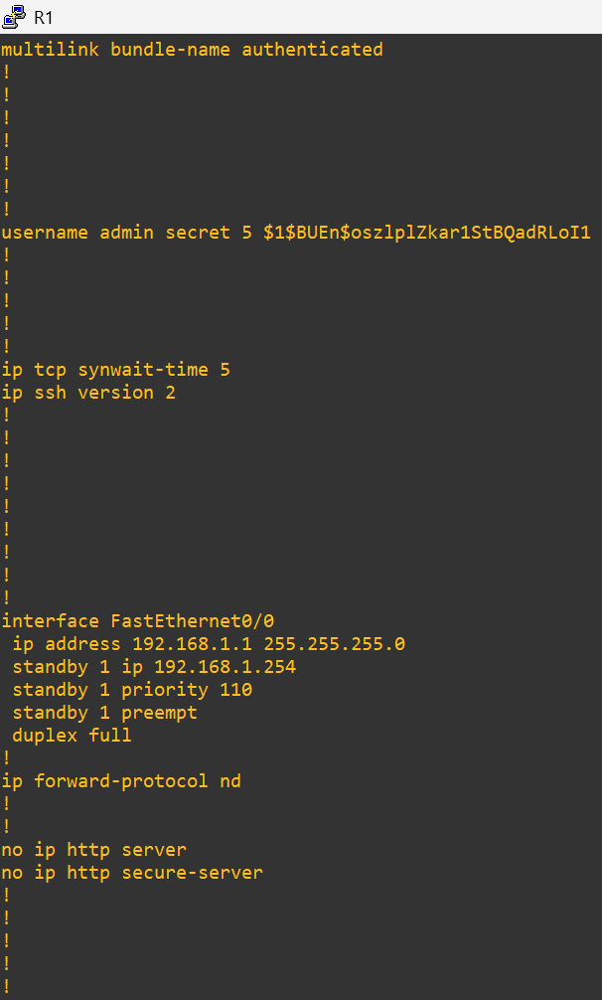 R1
multilink bundle-name authenticated
!
!
!
!
!
!
!
username admin secret 5 $1$BUEn$oszlplZkar1StBQadRLoI1
!
!
!
!
!
ip tcp synwait-time 5
ip ssh version 2
!
!
!
!
!
!
!
!
!
interface FastEthernet0/0
 ip address 192.168.1.1 255.255.255.0
 standby 1 ip 192.168.1.254
 standby 1 priority 110
 standby 1 preempt
 duplex full
!
ip forward-protocol nd
!
!
no ip http server
no ip http secure-server
!
!
!
!
!